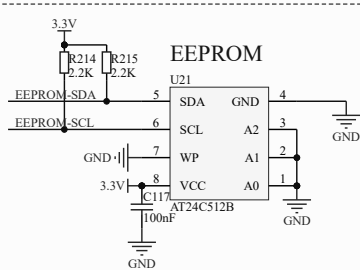 3.3V
R214
2.2K
R215
2.2K
EEPROM
U21
EEPROM-SDA 5 SDA GND 4
GND
EEPROM-SCL 6 SCL A2 3
GND 7 WP A1 2
3.3V 8 VCC A0 1
C117
100nF
AT24C512B
GND
GND